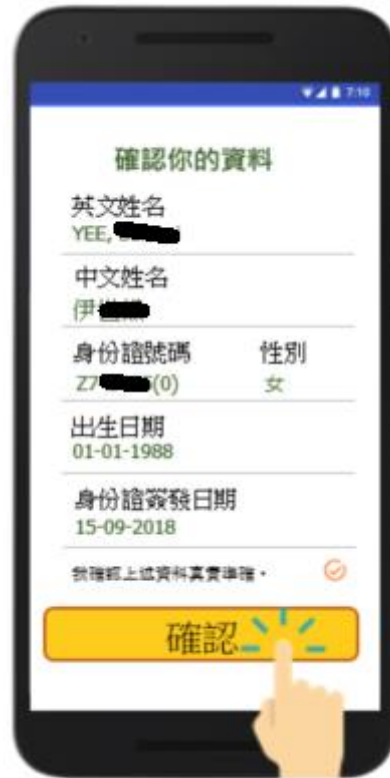 7:10
確認你的資料
英文姓名
YEE,
中文姓名
伊
身份證號碼 性別
Z7 (0) 女
出生日期
01-01-1988
身份證簽發日期
15-09-2018
我確認上述資料真實準確。
確認